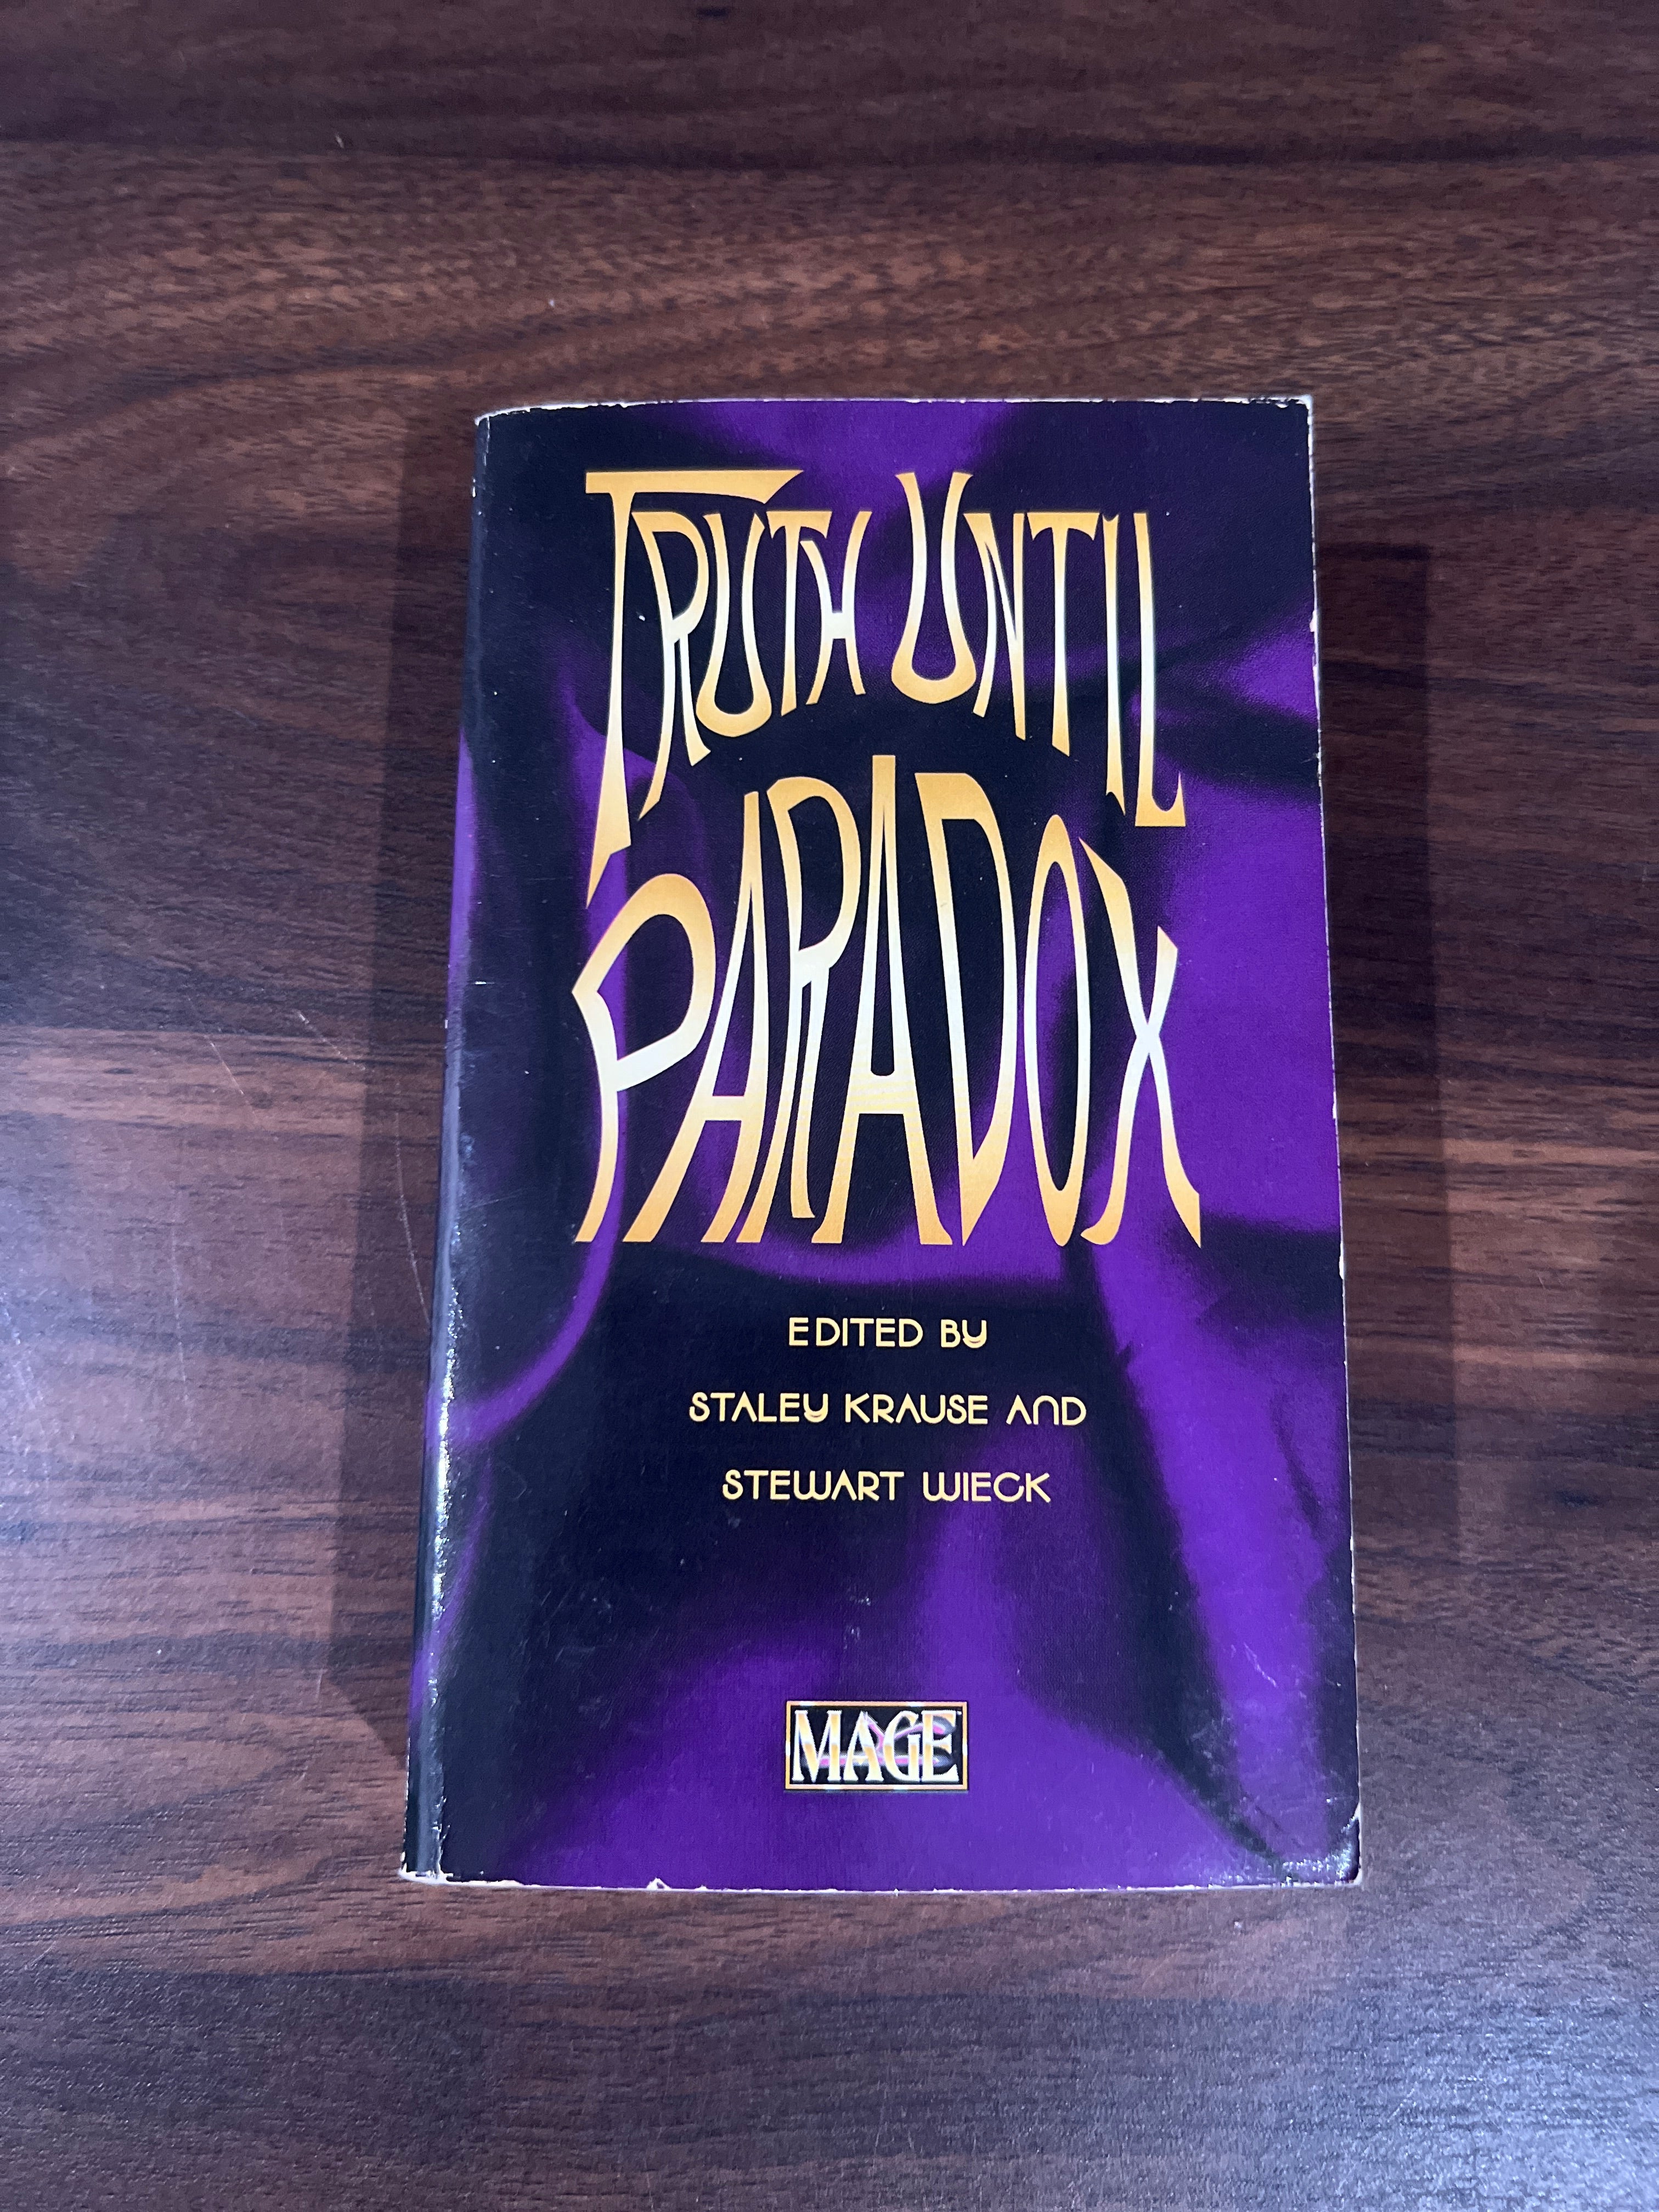 TRUTH UNTIL
PARADOX
EDITED BY
STALEY KRAUSE AND
STEWART WIECK
MAGE